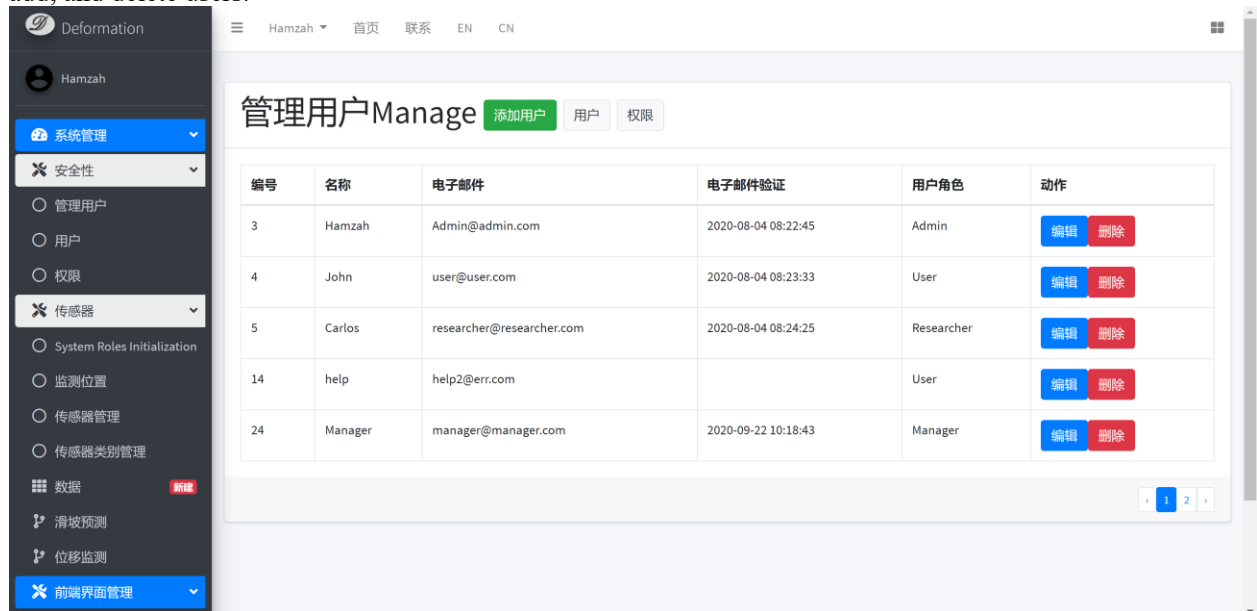 add, and delete users.
Deformation
Hamzah 首页 联系 EN CN
Hamzah
系统管理
安全性
管理用户
用户
权限
传感器
System Roles Initialization
监测位置
传感器管理
传感器类别管理
数据 新建
滑坡预测
位移监测
前端界面管理
管理用户Manage 添加用户 用户 权限
编号 名称 电子邮件 电子邮件验证 用户角色 动作
3 Hamzah Admin@admin.com 2020-08-04 08:22:45 Admin 编辑 删除
4 John user@user.com 2020-08-04 08:23:33 User 编辑 删除
5 Carlos researcher@researcher.com 2020-08-04 08:24:25 Researcher 编辑 删除
14 help help2@err.com User 编辑 删除
24 Manager manager@manager.com 2020-09-22 10:18:43 Manager 编辑 删除
‹ 1 2 ›